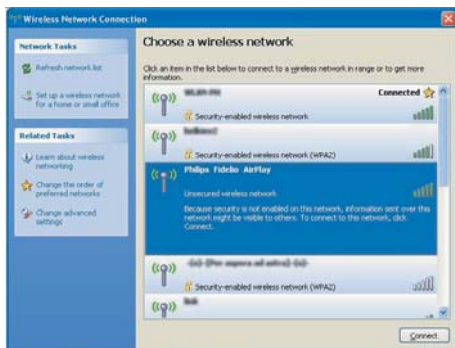 Wireless Network Connection
Network Tasks
Refresh network list
Set up a wireless network
for a home or small office
Related Tasks
Learn about wireless
networking
Change the order of
preferred networks
Change advanced
settings
Choose a wireless network
Click an item in the list below to connect to a wireless network in range or to get more
information.
Connected
Security-enabled wireless network
Security-enabled wireless network (WPA2)
Philips Fidelio AirPlay
Unsecured wireless network
Because security is not enabled on this network, information sent over this
network might be visible to others. To connect to this network, click
Connect.
Security-enabled wireless network (WPA2)
Connect